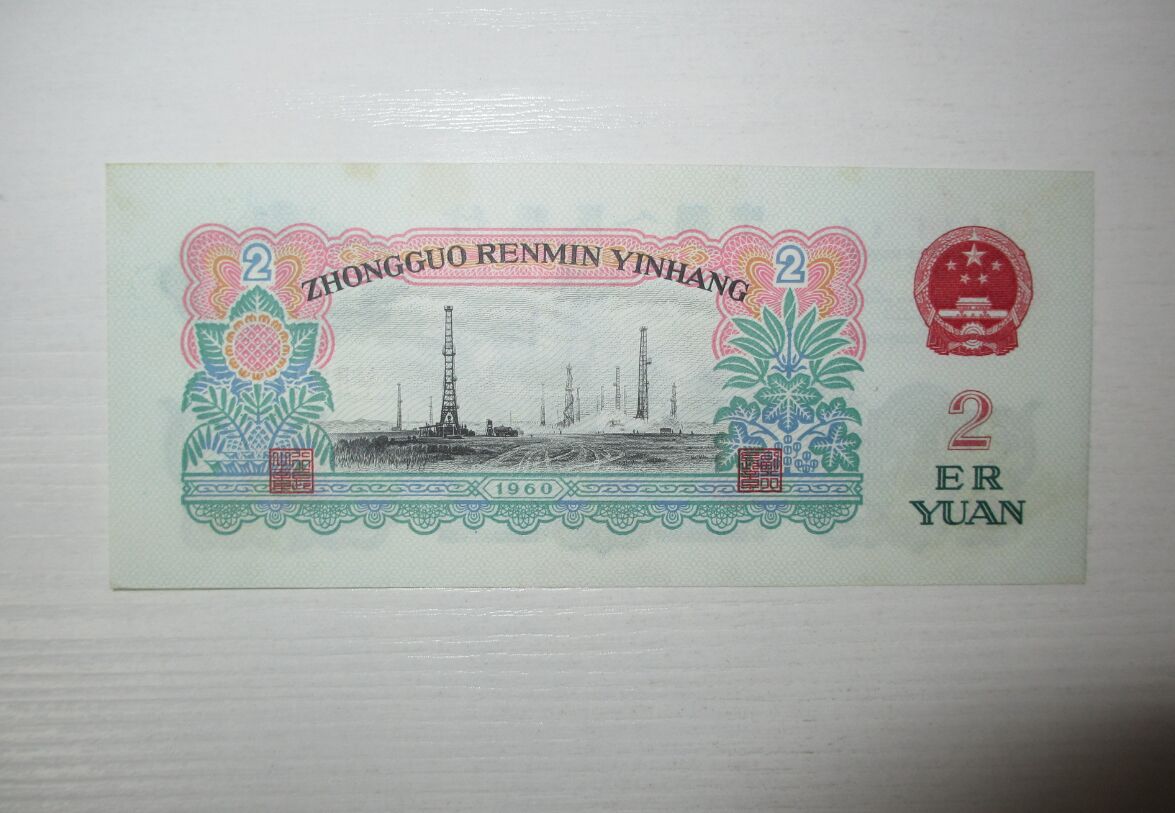 ZHONGGUO RENMIN YINHANG
2
2
2
ER
YUAN
1960